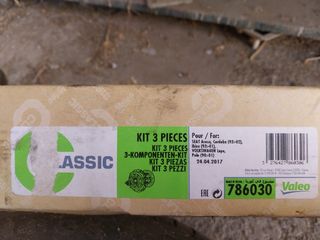 CLASSIC
KIT 3 PIECES
KIT 3 PIECES
3-KOMPONENTEN-KIT
KIT 3 PIEZAS
KIT 3 PEZZI
Pour / For:
SEAT Arosa, Cordoba (93->02),
Ibiza (93->02),
VOLKSWAGEN Lupo,
Polo (95->01)
24.04.2017
EAC
786030
Valeo